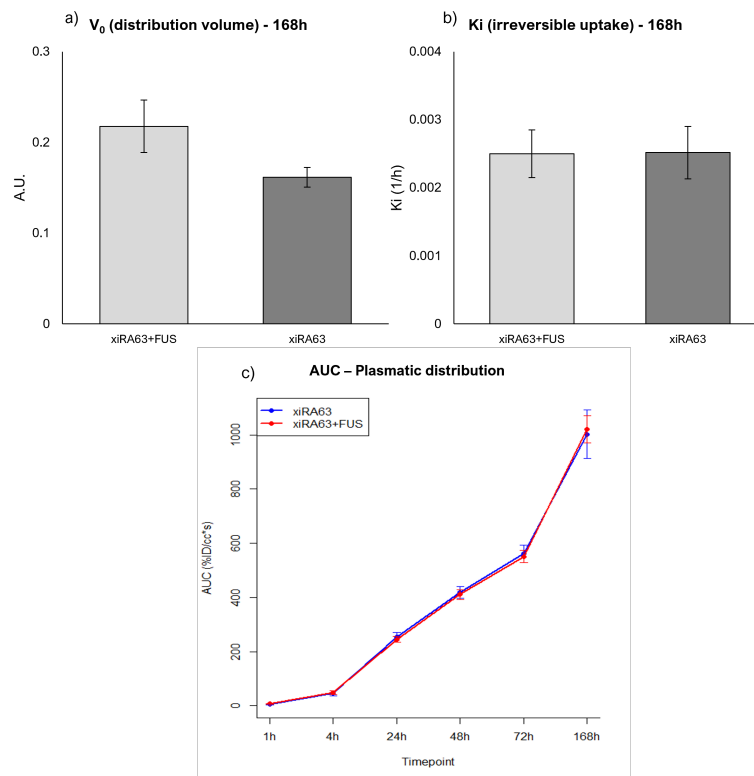 a)
V₀ (distribution volume) - 168h
0.3
0.2
0.1
0
A.U.
xiRA63+FUS
xiRA63
b)
Ki (irreversible uptake) - 168h
0.004
0.003
0.002
0.001
0
Ki (1/h)
xiRA63+FUS
xiRA63
c)
AUC – Plasmatic distribution
xiRA63
xiRA63+FUS
1000
800
600
400
200
0
AUC (%ID/cc*s)
1h 4h 24h 48h 72h 168h
Timepoint